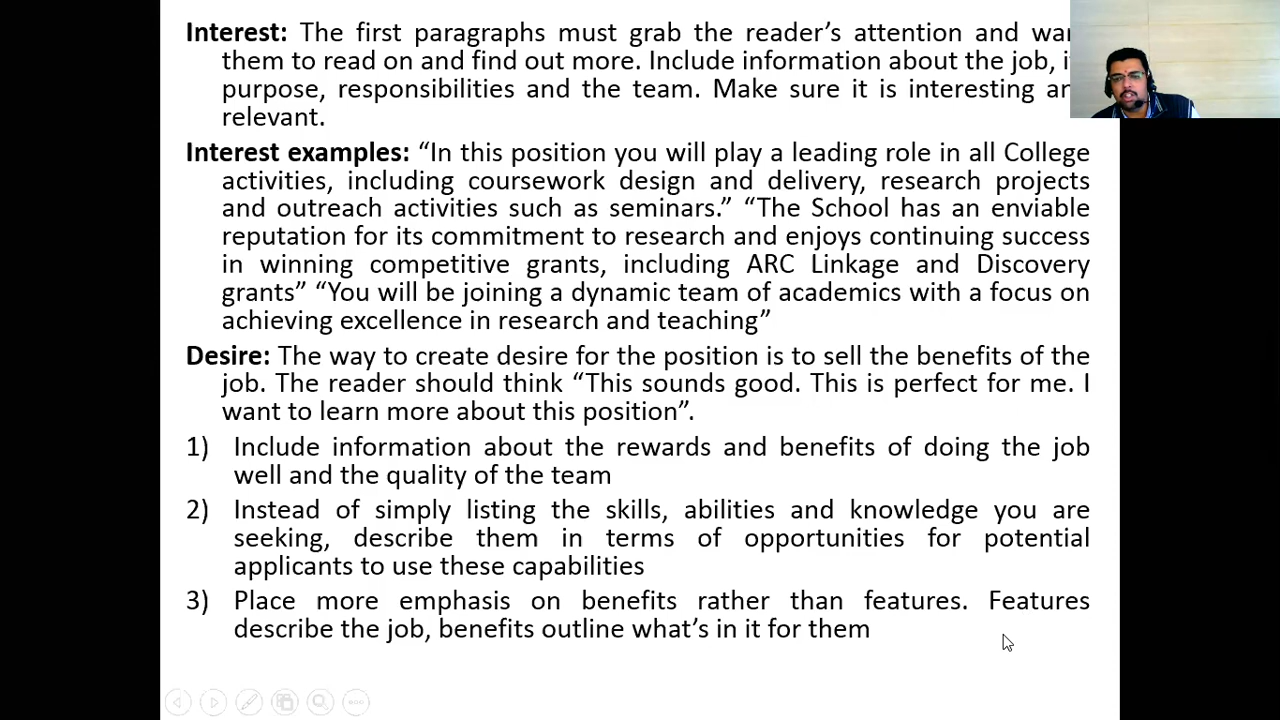 Interest: The first paragraphs must grab the reader’s attention and
them to read on and find out more. Include information about the job,
purpose, responsibilities and the team. Make sure it is interesting
relevant.
Interest examples: “In this position you will play a leading role in all College
activities, including coursework design and delivery, research projects
and outreach activities such as seminars.” “The School has an enviable
reputation for its commitment to research and enjoys continuing success
in winning competitive grants, including ARC Linkage and Discovery
grants” “You will be joining a dynamic team of academics with a focus on
achieving excellence in research and teaching”
Desire: The way to create desire for the position is to sell the benefits of the
job. The reader should think “This sounds good. This is perfect for me. I
want to learn more about this position”.
1) Include information about the rewards and benefits of doing the job
well and the quality of the team
2) Instead of simply listing the skills, abilities and knowledge you are
seeking, describe them in terms of opportunities for potential
applicants to use these capabilities
3) Place more emphasis on benefits rather than features. Features
describe the job, benefits outline what’s in it for them